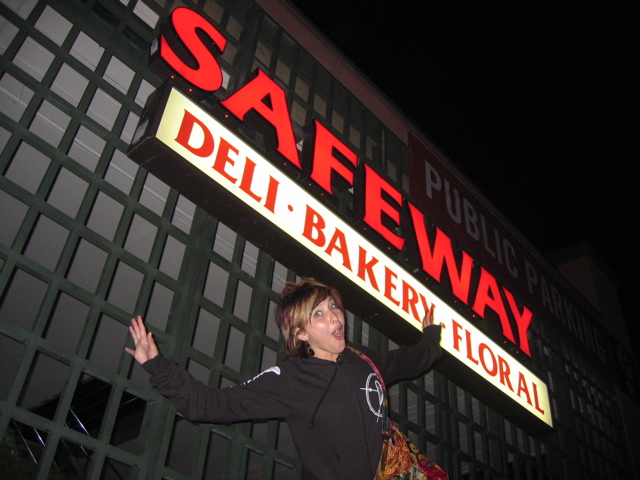 SAFEWAY
DELI · BAKERY · FLORAL
PUBLIC PARKING